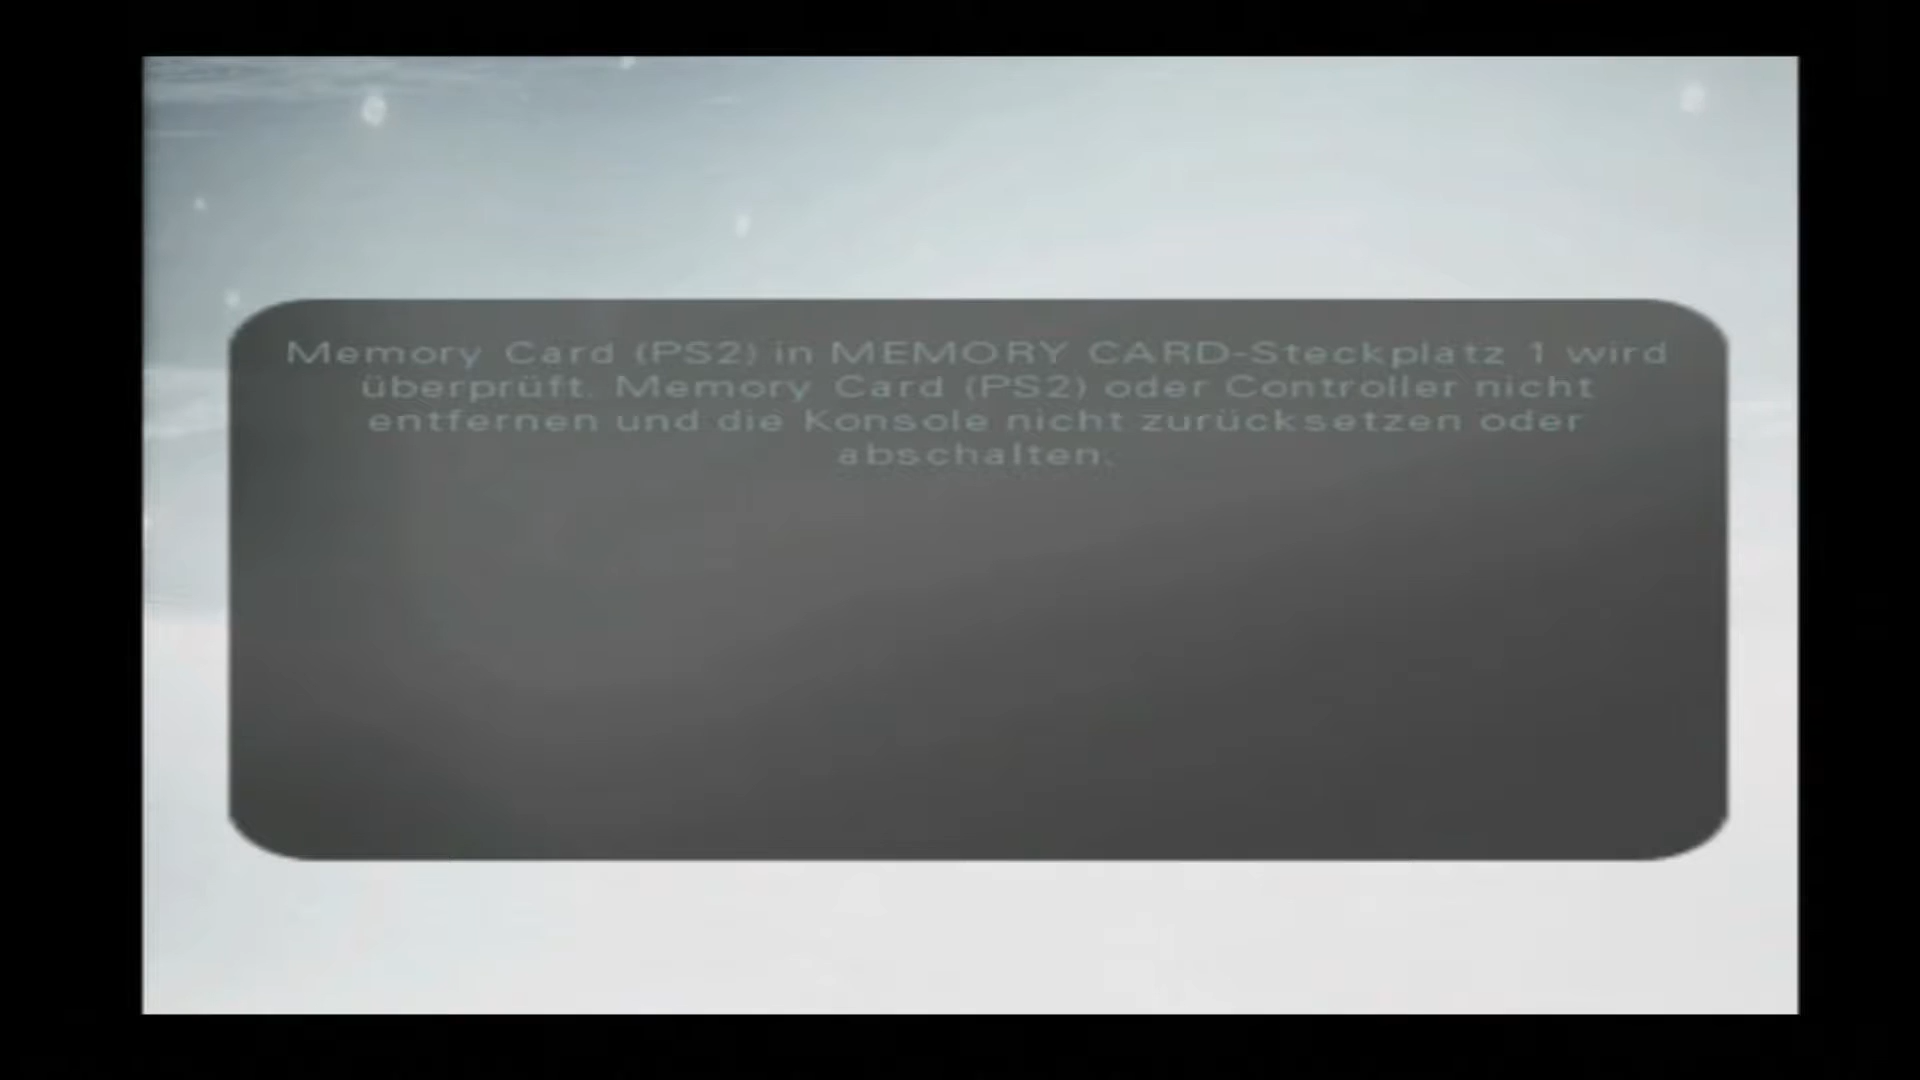 Memory Card (PS2) in MEMORY CARD-Steckplatz 1 wird
überprüft. Memory Card (PS2) oder Controller nicht
entfernen und die Konsole nicht zurücksetzen oder
abschalten.